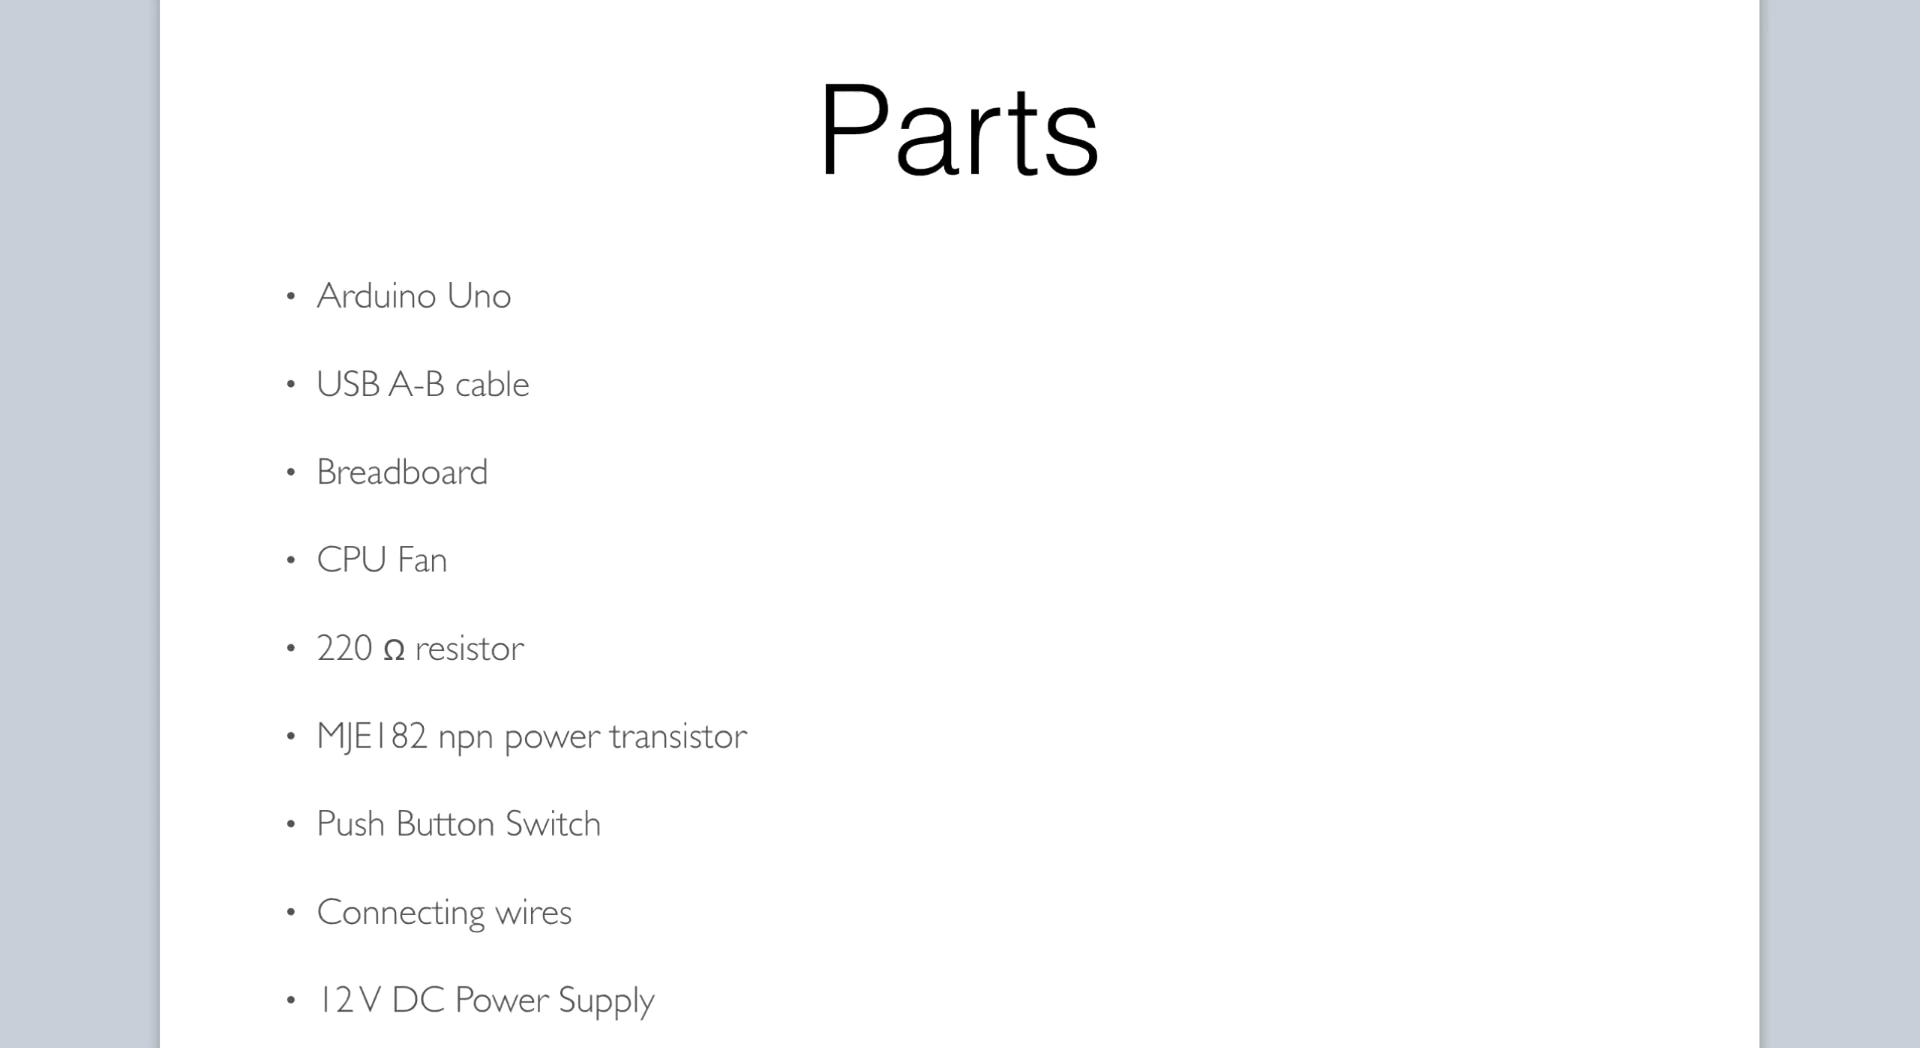 Parts
• Arduino Uno
• USB A-B cable
• Breadboard
• CPU Fan
• 220 Ω resistor
• MJE182 npn power transistor
• Push Button Switch
• Connecting wires
• 12 V DC Power Supply